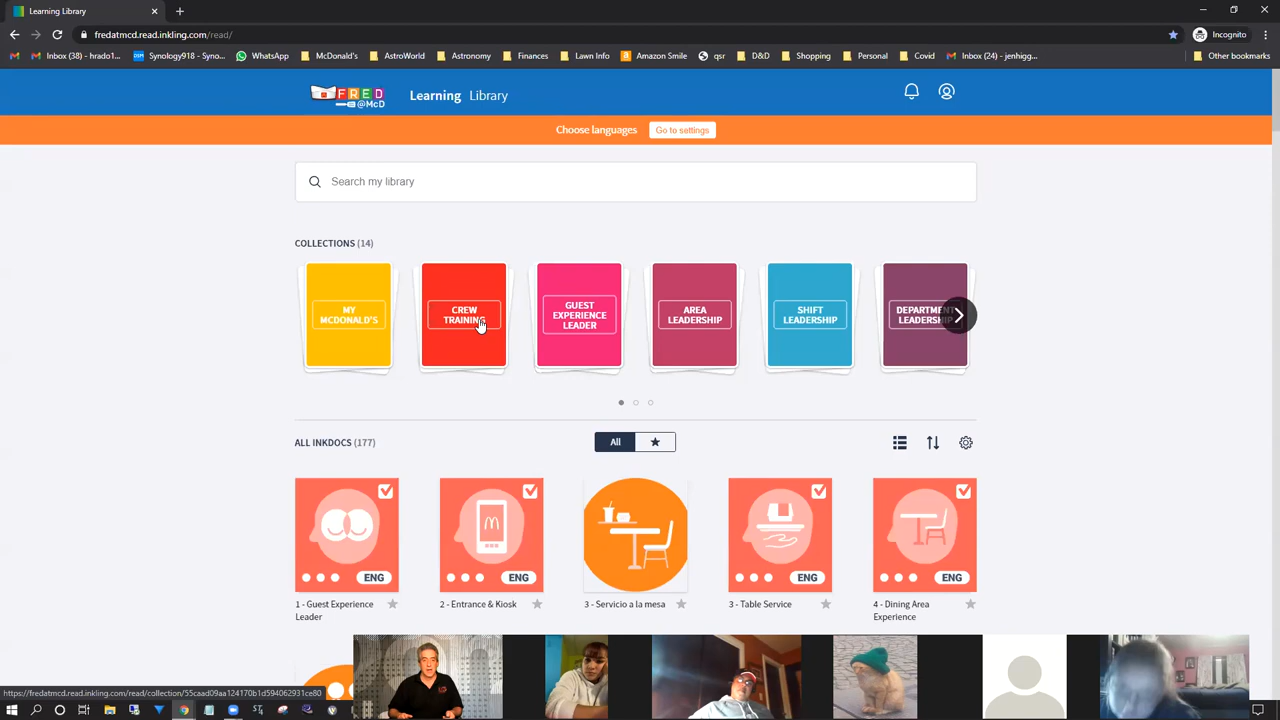 Learning Library
fredatmcd.read.inkling.com/read/
Incognito
Inbox (38) - hrado1...
Synology918 - Syno...
WhatsApp
McDonald's
AstroWorld
Finances
Lawn Info
Amazon Smile
qsr
D&D
Shopping
Personal
Covid
Inbox (24) - jenhigg...
Other bookmarks
FRED
@McD
Learning Library
Choose languages Go to settings
Search my library
COLLECTIONS (14)
MY
MCDONALD'S
CREW
TRAINING
GUEST
EXPERIENCE
LEADER
AREA
LEADERSHIP
SHIFT
LEADERSHIP
DEPARTMENT
LEADERSHIP
ALL INKDOCS (177)
All
ENG
ENG
ENG
ENG
1 - Guest Experience
Leader
2 - Entrance & Kiosk
3 - Servicio a la mesa
3 - Table Service
4 - Dining Area
Experience
https://fredatmcd.read.inkling.com/read/collection/55caad09aa124170b1d594062931ce80